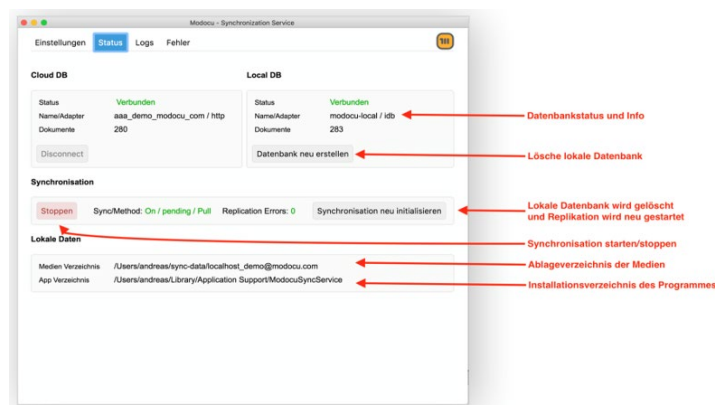 Modocu - Synchronization Service
Einstellungen Status Logs Fehler
Cloud DB
Status Verbunden
Name/Adapter aaa_demo_modocu_com / http
Dokumente 280
Disconnect
Local DB
Status Verbunden
Name/Adapter modocu-local / idb
Dokumente 283
Datenbank neu erstellen
Synchronisation
Stoppen Sync/Method: On / pending / Pull Replication Errors: 0 Synchronisation neu initialisieren
Lokale Daten
Medien Verzeichnis /Users/andreas/sync-data/localhost_demo@modocu.com
App Verzeichnis /Users/andreas/Library/Application Support/ModocuSyncService
Datenbankstatus und Info
Lösche lokale Datenbank
Lokale Datenbank wird gelöscht
und Replikation wird neu gestartet
Synchronisation starten/stoppen
Ablageverzeichnis der Medien
Installationsverzeichnis des Programmes